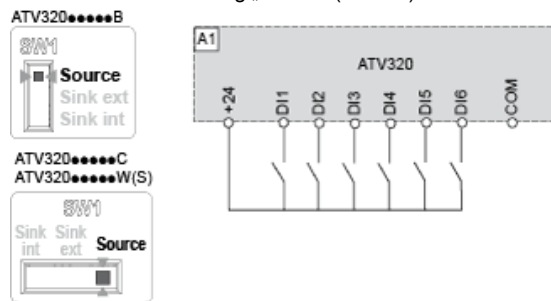 ATV320●●●●●B
SW1
Source
Sink ext
Sink int
ATV320●●●●●C
ATV320●●●●●W(S)
SW1
Sink int
Sink ext
Source
A1
ATV320
+24
DI1
DI2
DI3
DI4
DI5
DI6
COM